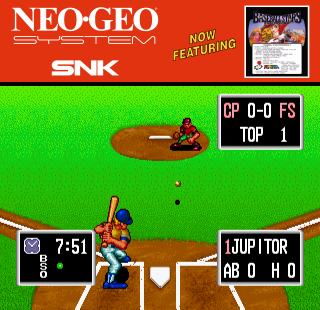 NEO·GEO
SYSTEM
SNK
NOW
FEATURING
CP 0-0 FS
TOP 1
7:51
B
S
O
1JUPITOR
AB 0 H 0